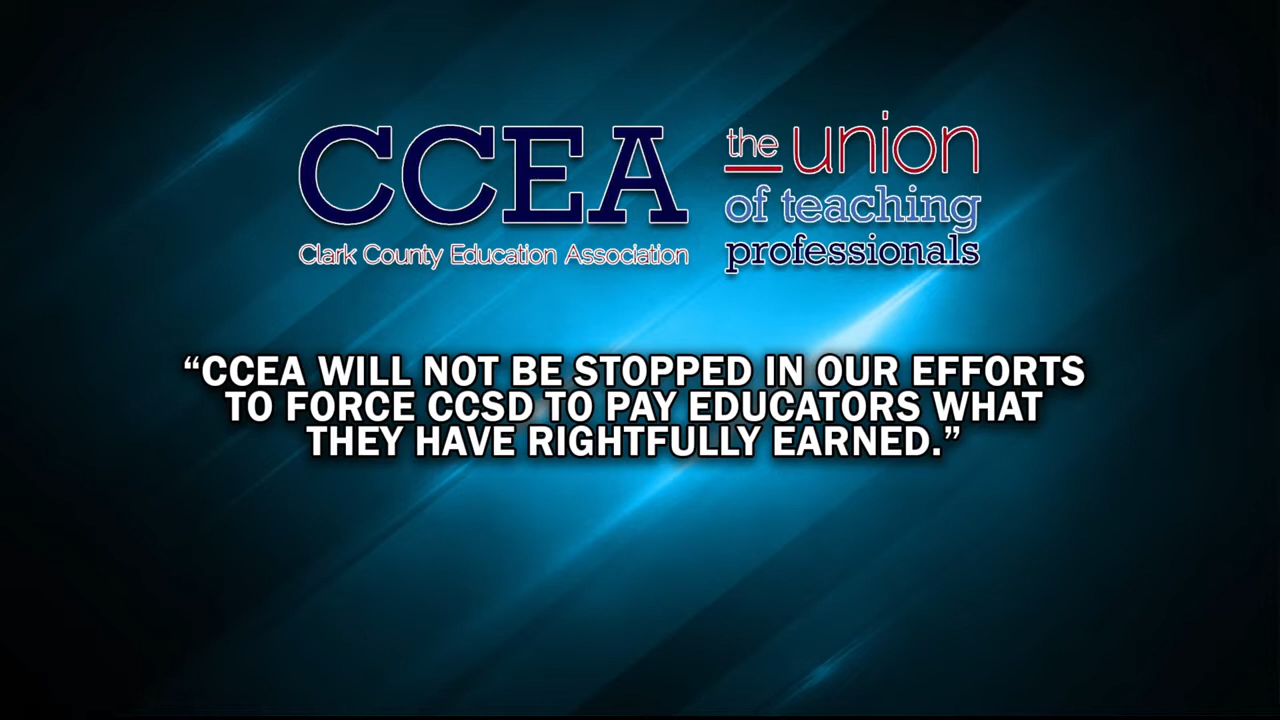 CCEA
Clark County Education Association
the union
of teaching
professionals
“CCEA WILL NOT BE STOPPED IN OUR EFFORTS
TO FORCE CCSD TO PAY EDUCATORS WHAT
THEY HAVE RIGHTFULLY EARNED.”